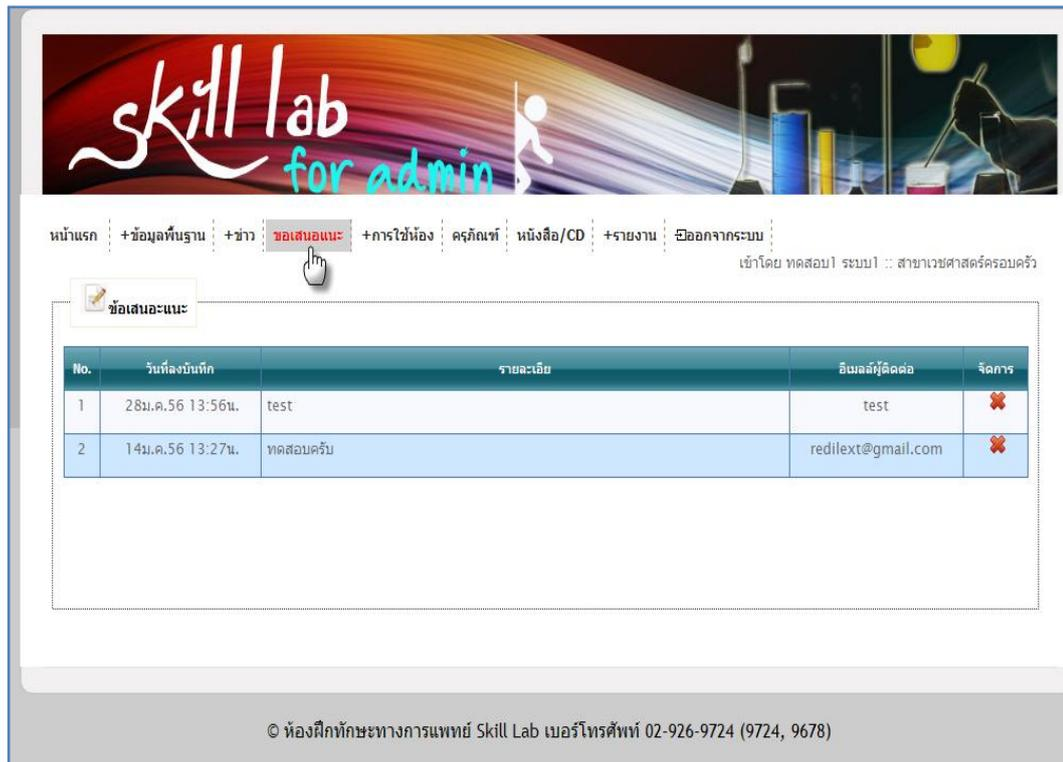 skill lab
for admin
หน้าแรก +ข้อมูลพื้นฐาน +ข่าว ขอเสนอแนะ +การใช้ห้อง ครุภัณฑ์ หนังสือ/CD +รายงาน ออกจากระบบ
เข้าโดย ทดสอบ1 ระบบ1 :: สาขาเวชศาสตร์ครอบครัว
ข้อเสนอะแนะ
No. วันที่ลงบันทึก รายละเอีย อีเมลล์ผู้ติดต่อ จัดการ
1 28ม.ค.56 13:56น. test test
2 14ม.ค.56 13:27น. ทดสอบครับ redilext@gmail.com
© ห้องฝึกทักษะทางการแพทย์ Skill Lab เบอร์โทรศัพท์ 02-926-9724 (9724, 9678)